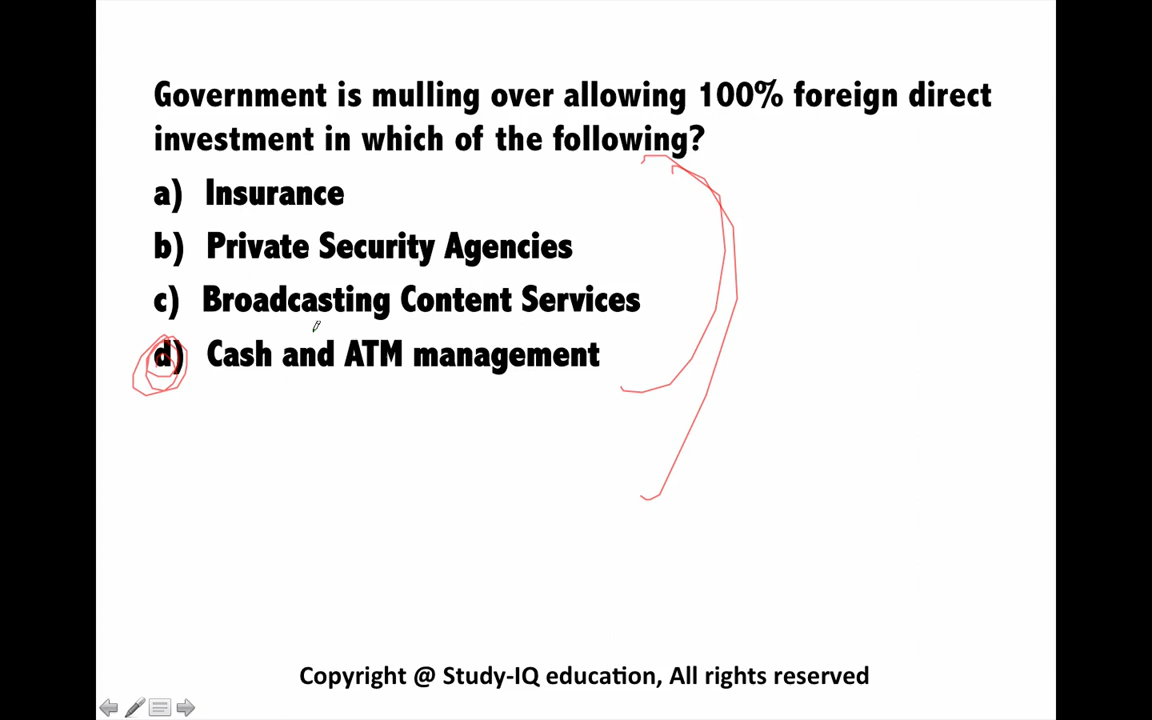 Government is mulling over allowing 100% foreign direct
investment in which of the following?
a) Insurance
b) Private Security Agencies
c) Broadcasting Content Services
d) Cash and ATM management
Copyright @ Study-IQ education, All rights reserved